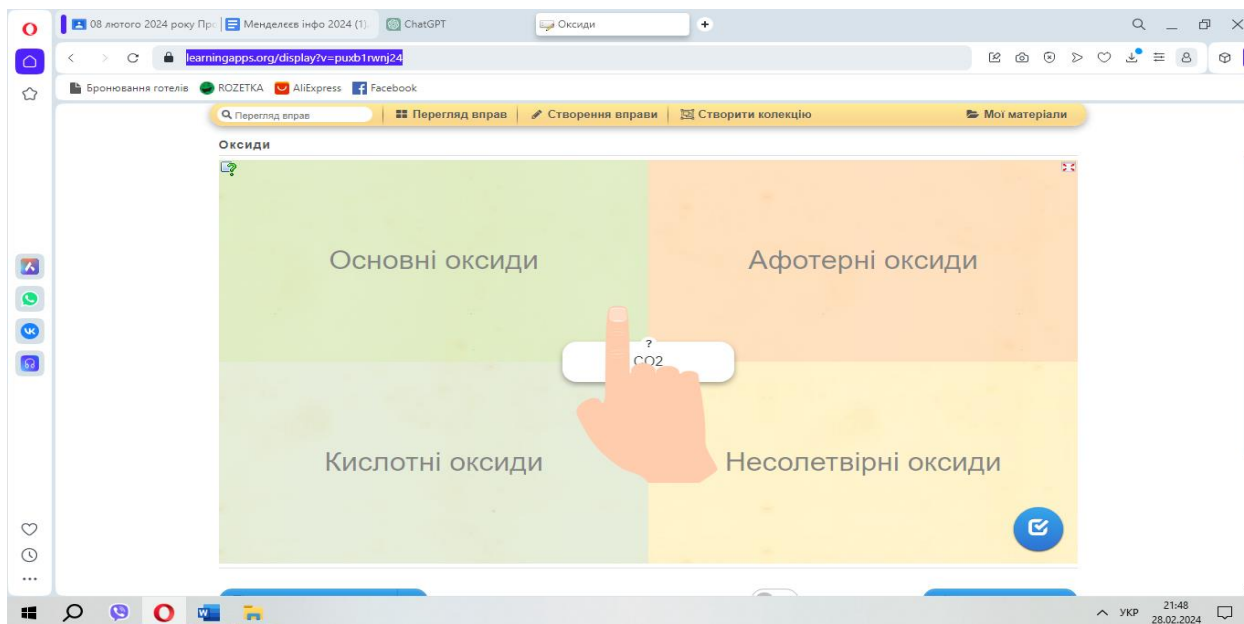 08 лютого 2024 року Пр
Менделеєв інфо 2024 (1).
ChatGPT
Оксиди
learningapps.org/display?v=puxb1rwnj24
Бронювання готелів
ROZETKA
AliExpress
Facebook
Перегляд вправ
Перегляд вправ
Створення вправи
Створити колекцію
Мої матеріали
Оксиди
Основні оксиди
Афотерні оксиди
?
CO2
Кислотні оксиди
Несолетвірні оксиди
УКР
21:48
28.02.2024